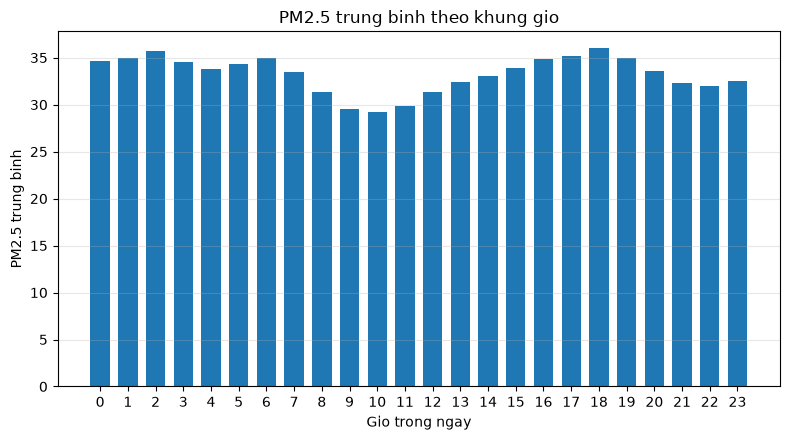 PM2.5 trung binh theo khung gio
PM2.5 trung binh
35
30
25
20
15
10
5
0
0 1 2 3 4 5 6 7 8 9 10 11 12 13 14 15 16 17 18 19 20 21 22 23
Gio trong ngay